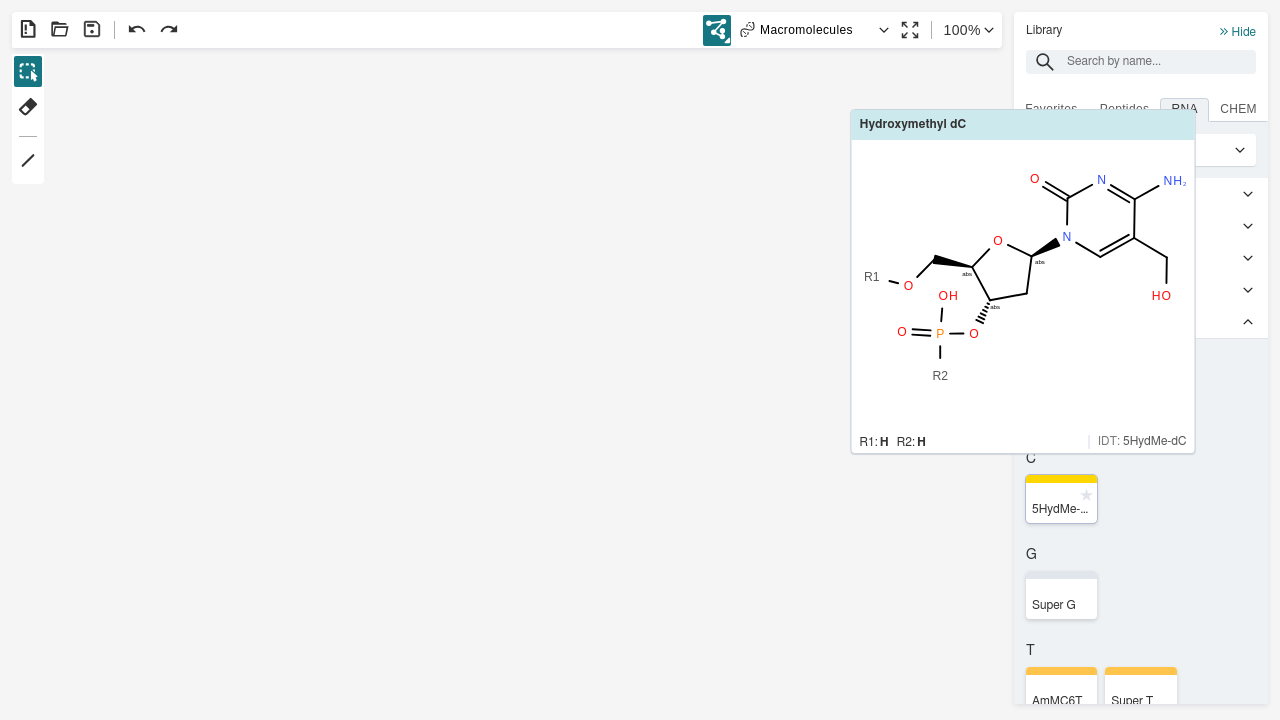 Macromolecules
100%
Library
Hide
Search by name...
Favorites Peptides RNA CHEM
Hydroxymethyl dC
O N NH₂
N
O
abs
abs
R1 O
OH abs HO
O P O
R2
R1: H R2: H IDT: 5HydMe-dC
C
5HydMe-...
G
Super G
T
AmMC6T Super T